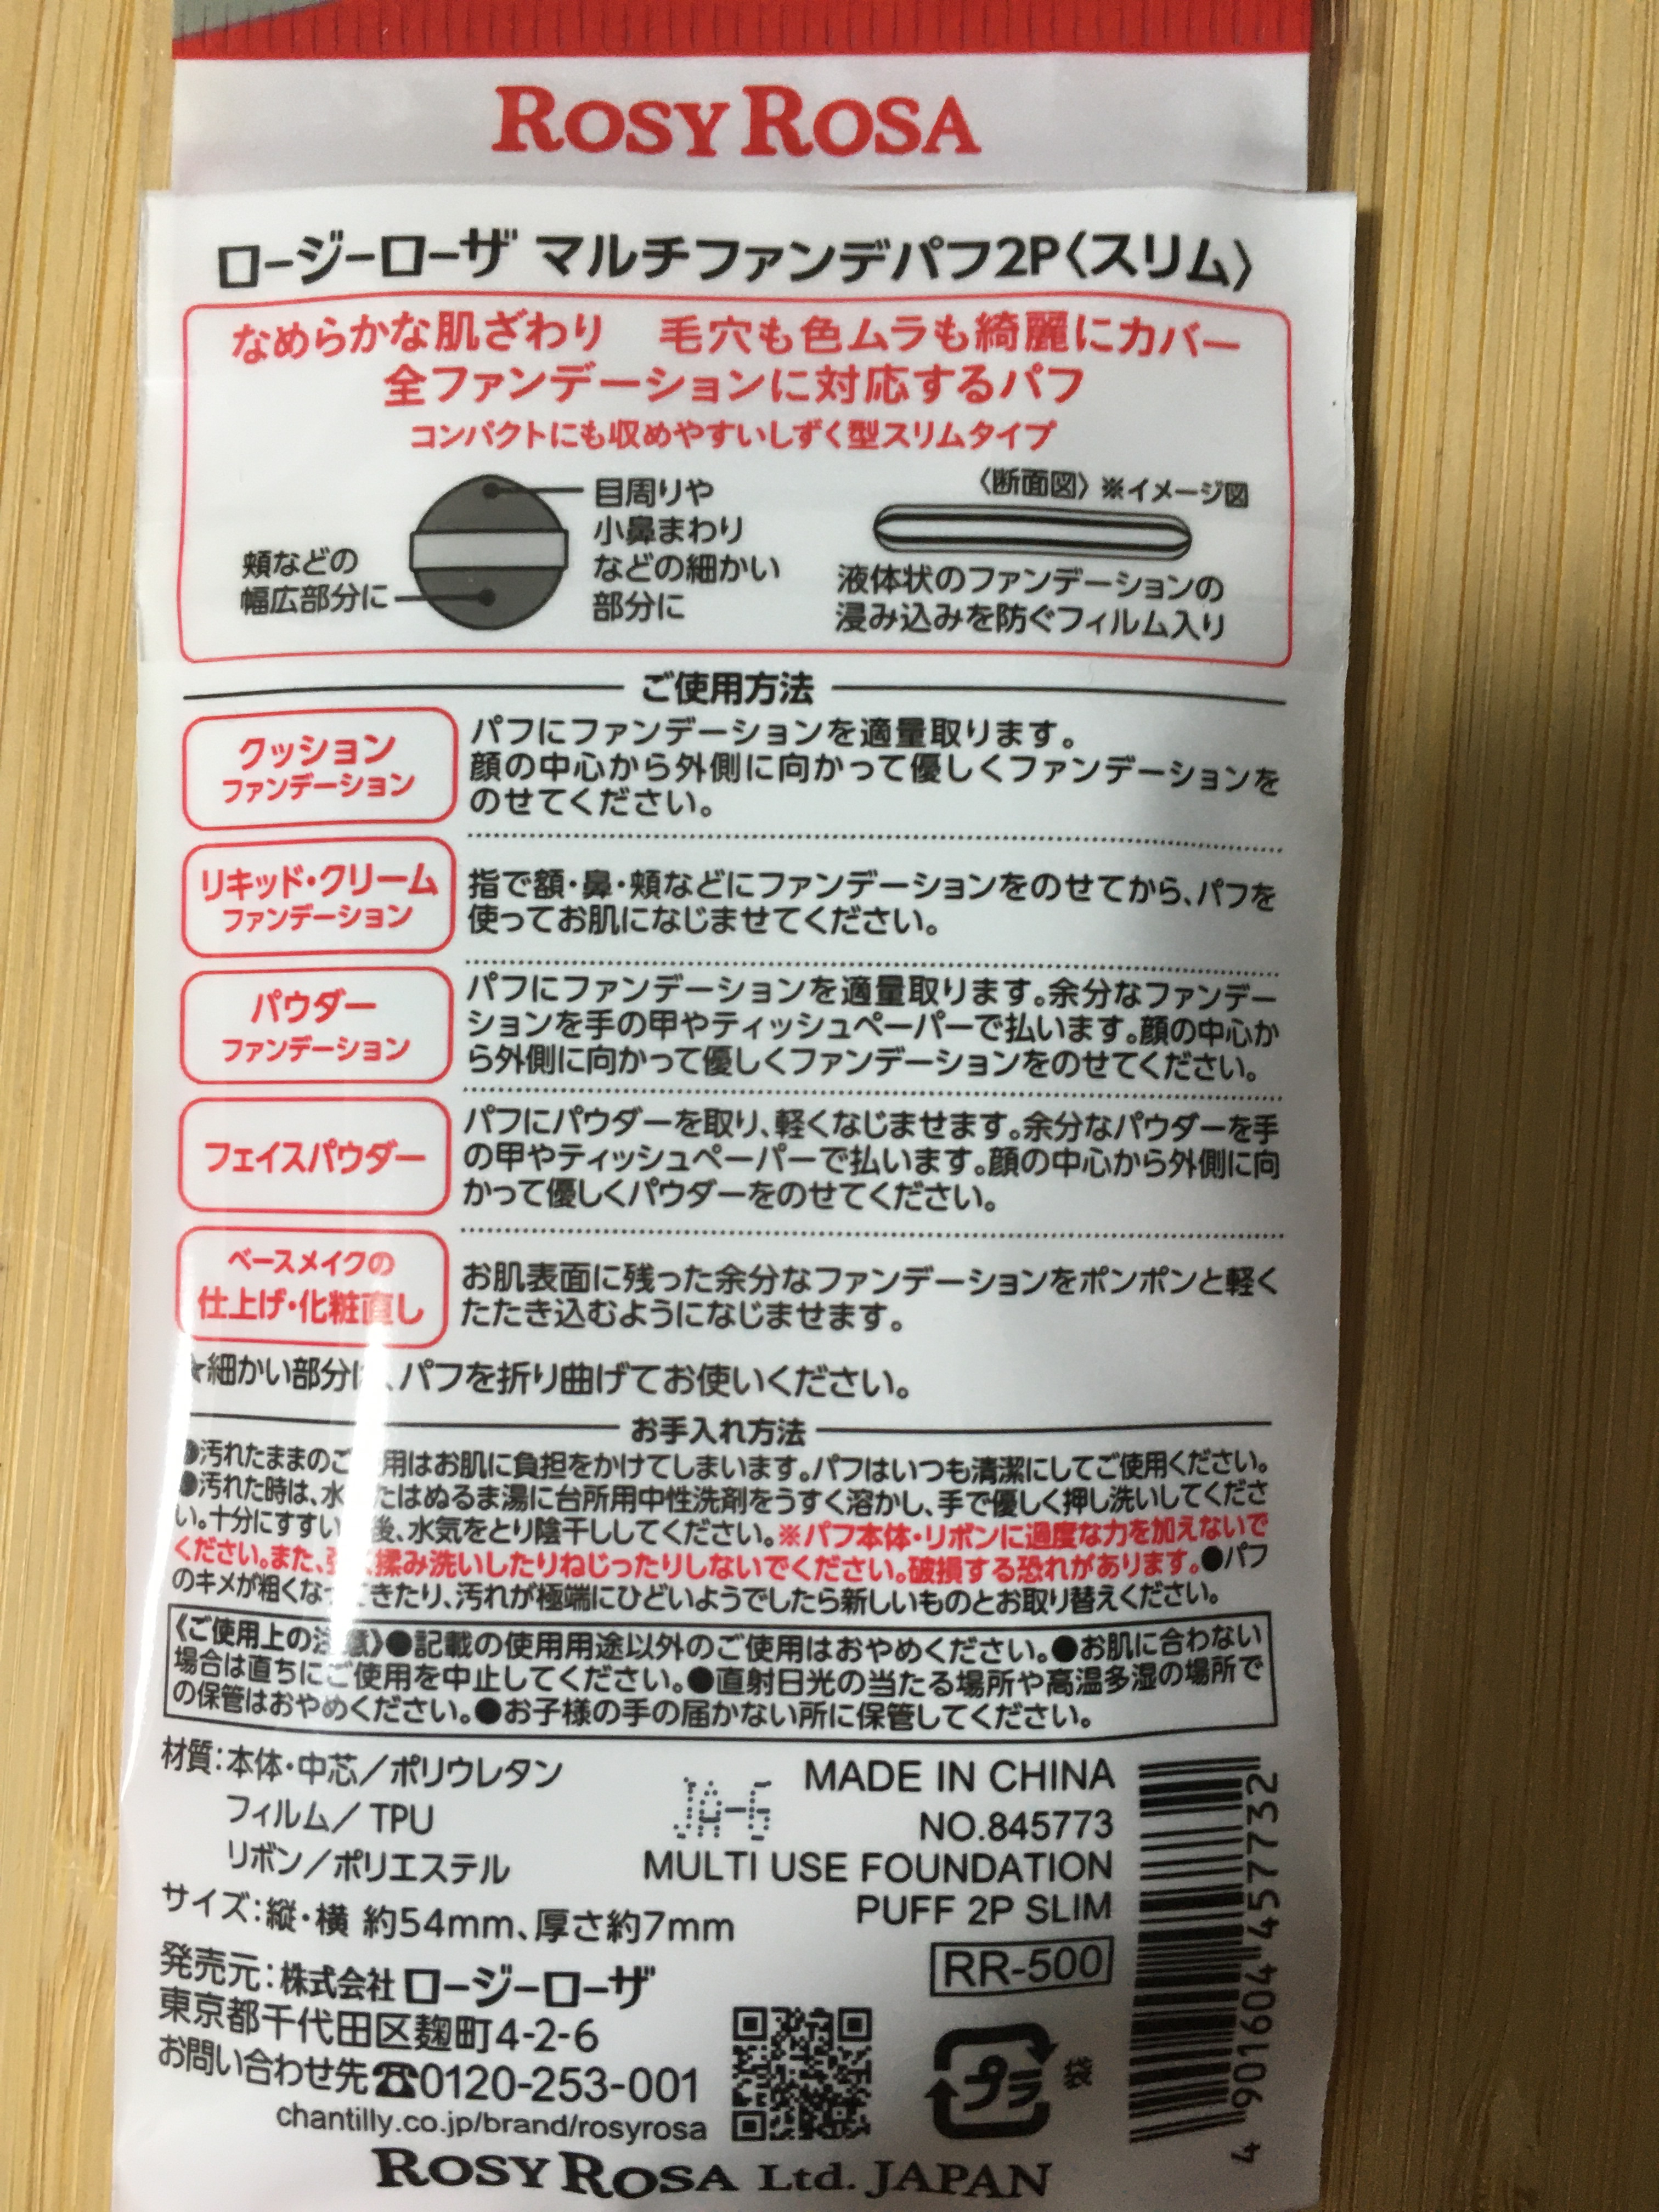 ROSY ROSA
ロージーローザ マルチファンデパフ2P〈スリム〉
なめらかな肌ざわり 毛穴も色ムラも綺麗にカバー
全ファンデーションに対応するパフ
コンパクトにも収めやすいしずく型スリムタイプ
目周りや
小鼻まわり
などの細かい
部分に
頬などの
幅広部分に
〈断面図〉※イメージ図
液体状のファンデーションの
浸み込みを防ぐフィルム入り
ご使用方法
クッション
ファンデーション
パフにファンデーションを適量取ります。
顔の中心から外側に向かって優しくファンデーションを
のせてください。
リキッド・クリーム
ファンデーション
指で額・鼻・頬などにファンデーションをのせてから、パフを
使ってお肌になじませてください。
パウダー
ファンデーション
パフにファンデーションを適量取ります。余分なファンデー
ションを手の甲やティッシュペーパーで払います。顔の中心か
ら外側に向かって優しくファンデーションをのせてください。
フェイスパウダー
パフにパウダーを取り、軽くなじませます。余分なパウダーを手
の甲やティッシュペーパーで払います。顔の中心から外側に向
かって優しくパウダーをのせてください。
ベースメイクの
仕上げ・化粧直し
お肌表面に残った余分なファンデーションをポンポンと軽く
たたき込むようになじませます。
★細かい部分は、パフを折り曲げてお使いください。
お手入れ方法
●汚れたままのご 用はお肌に負担をかけてしまいます。パフはいつも清潔にしてご使用ください。
●汚れた時は、水 たはぬるま湯に台所用中性洗剤をうすく溶かし、手で優しく押し洗いしてくださ
い。十分にすすい 後、水気をとり陰干ししてください。※パフ本体・リボンに過度な力を加えないで
ください。また、強 揉み洗いしたりねじったりしないでください。破損する恐れがあります。●パフ
のキメが粗くな てきたり、汚れが極端にひどいようでしたら新しいものとお取り替えください。
《ご使用上の注意》●記載の使用用途以外のご使用はおやめください。●お肌に合わない
場合は直ちにご使用を中止してください。●直射日光の当たる場所や高温多湿の場所で
の保管はおやめください。●お子様の手の届かない所に保管してください。
材質:本体・中芯/ポリウレタン
フィルム/TPU
リボン/ポリエステル
サイズ:縦・横 約54mm、厚さ約7mm
JA-6
MADE IN CHINA
NO.845773
MULTI USE FOUNDATION
PUFF 2P SLIM
RR-500
発売元:株式会社ロージーローザ
東京都千代田区麹町4-2-6
お問い合わせ先☎0120-253-001
chantilly.co.jp/brand/rosyrosa
プラ
袋
4 901604 457732
ROSY ROSA Ltd. JAPAN